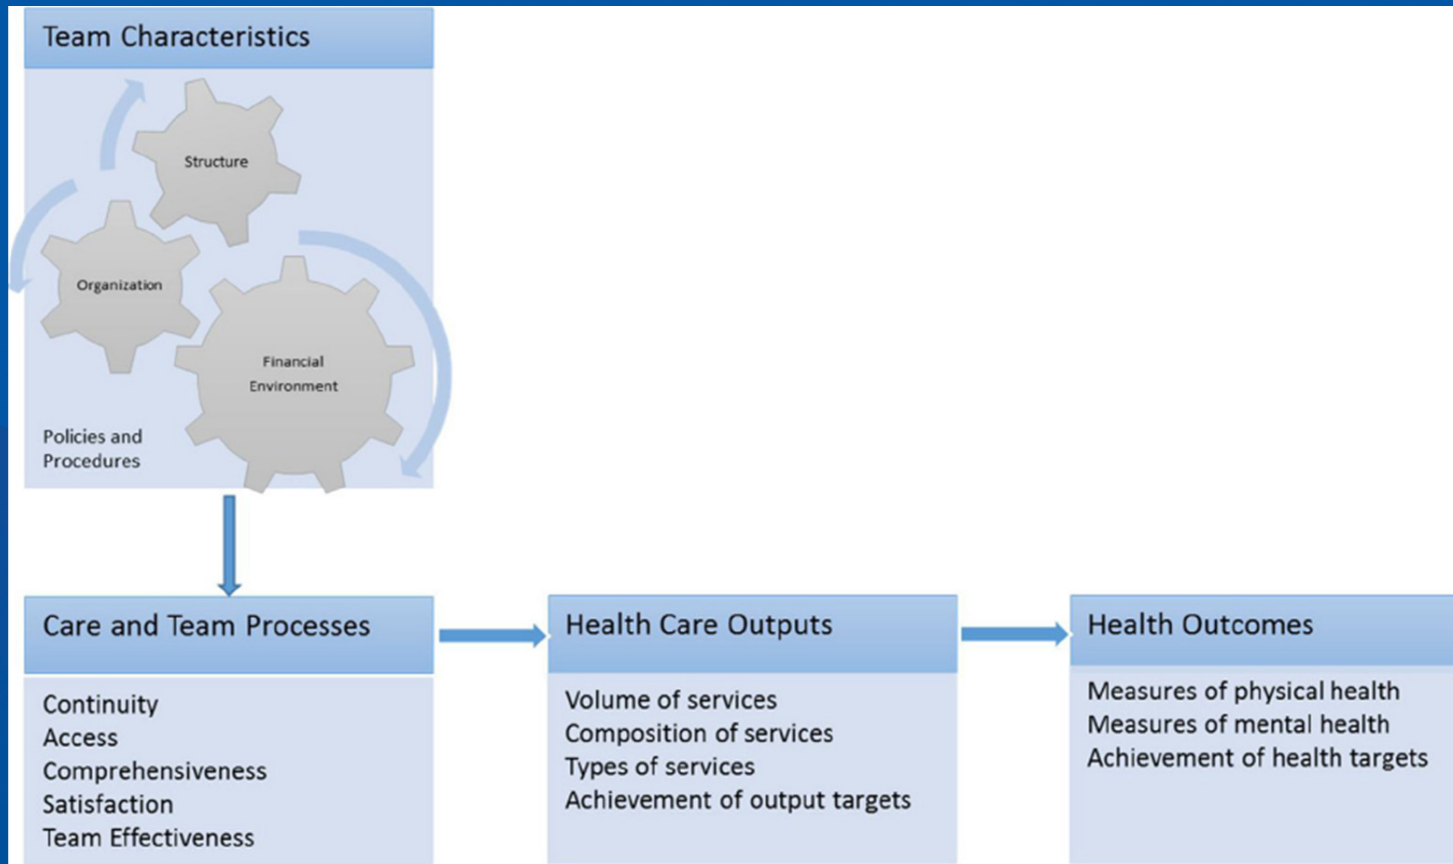 Team Characteristics
Structure
Organization
Financial
Environment
Policies and
Procedures
Care and Team Processes
Continuity
Access
Comprehensiveness
Satisfaction
Team Effectiveness
Health Care Outputs
Volume of services
Composition of services
Types of services
Achievement of output targets
Health Outcomes
Measures of physical health
Measures of mental health
Achievement of health targets